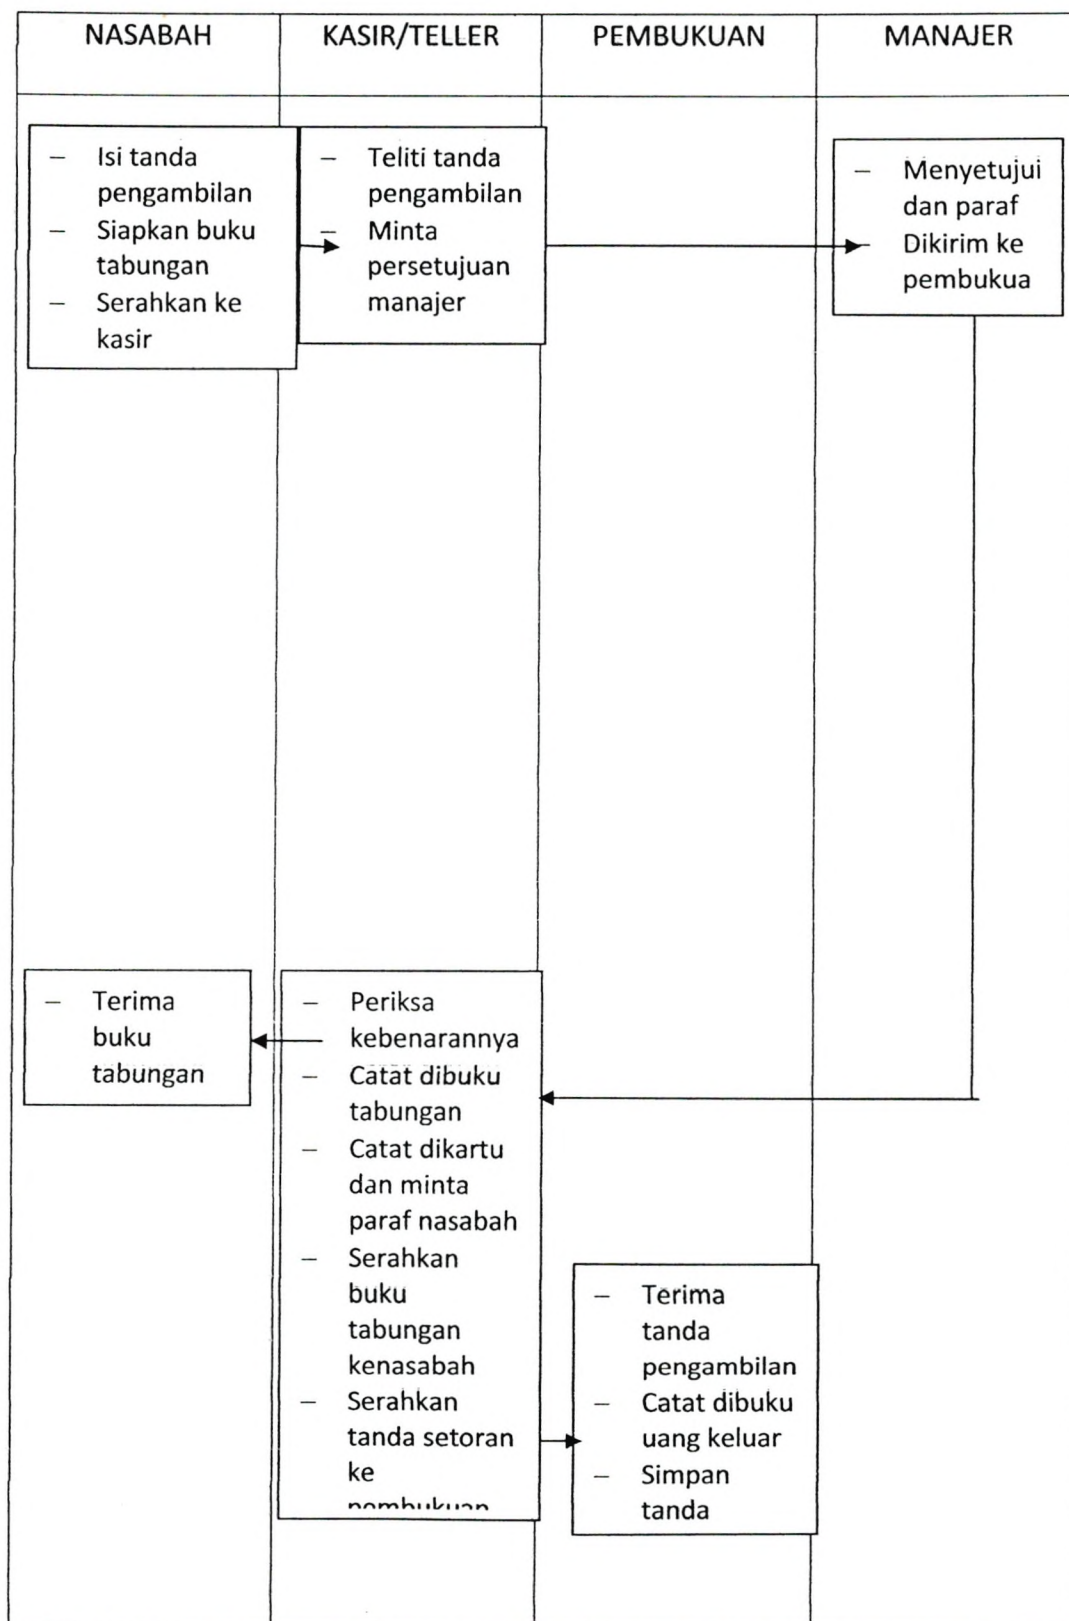 NASABAH
KASIR/TELLER
PEMBUKUAN
MANAJER
– Isi tanda
pengambilan
– Siapkan buku
tabungan
– Serahkan ke
kasir
– Teliti tanda
pengambilan
– Minta
persetujuan
manajer
– Menyetujui
dan paraf
– Dikirim ke
pembukua
– Terima
buku
tabungan
– Periksa
kebenarannya
– Catat dibuku
tabungan
– Catat dikartu
dan minta
paraf nasabah
– Serahkan
buku
tabungan
kenasabah
– Serahkan
tanda setoran
ke
pembukuan
– Terima
tanda
pengambilan
– Catat dibuku
uang keluar
– Simpan
tanda